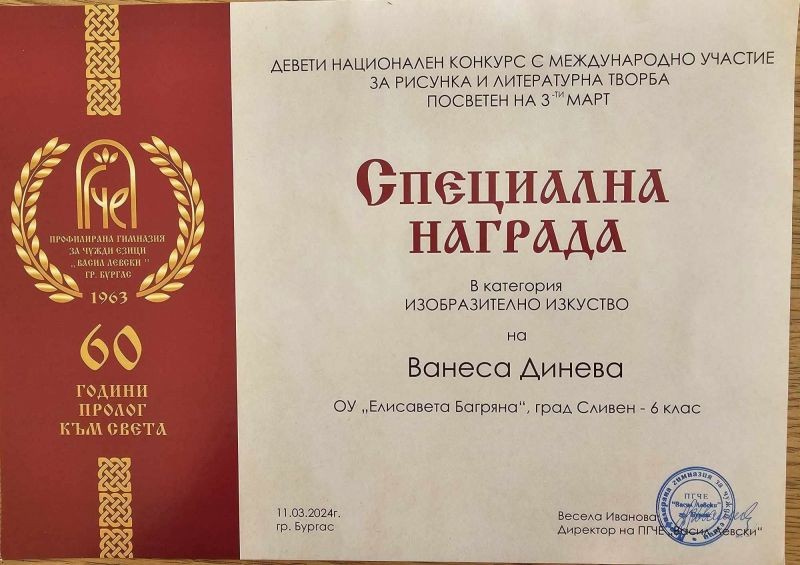 ПГЧЕ
ПРОФИЛИРАНА ГИМНАЗИЯ
ЗА ЧУЖДИ ЕЗИЦИ
„ВАСИЛ ЛЕВСКИ"
ГР. БУРГАС
1963
60
ГОДИНИ
ПРОЛОГ
КЪМ СВЕТА
ДЕВЕТИ НАЦИОНАЛЕН КОНКУРС С МЕЖДУНАРОДНО УЧАСТИЕ
ЗА РИСУНКА И ЛИТЕРАТУРНА ТВОРБА
ПОСВЕТЕН НА 3-ТИ МАРТ
СПЕЦИАЛНА
НАГРАДА
В категория
ИЗОБРАЗИТЕЛНО ИЗКУСТВО
на
Ванеса Динева
ОУ „Елисавета Багряна“, град Сливен - 6 клас
11.03.2024г.
гр. Бургас
Весела Иванова
Директор на ПГЧЕ „Васил Левски“
ПГЧЕ
"Васил Левски"